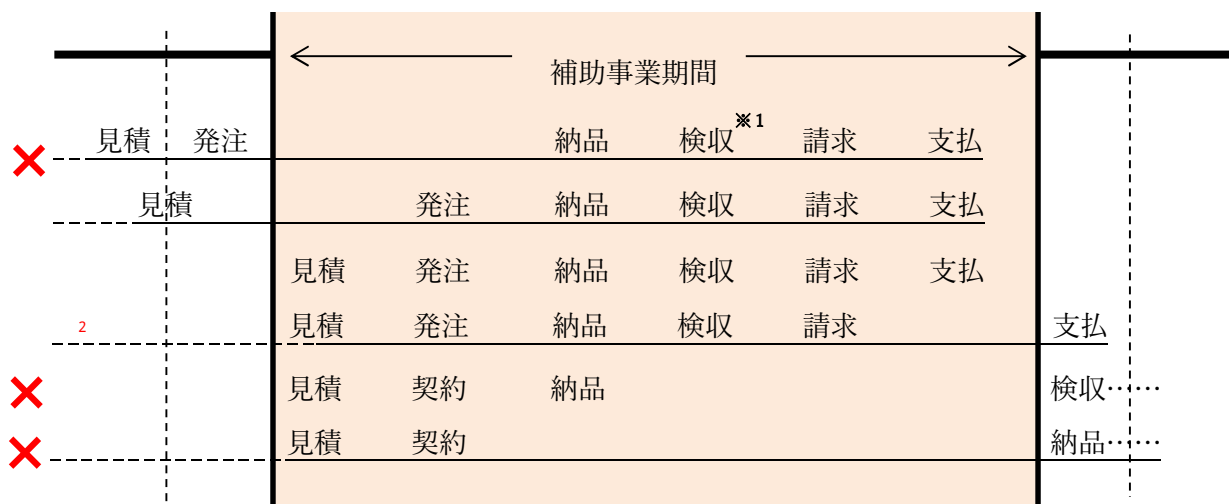 補助事業期間
見積 発注 納品 検収※1 請求 支払
見積 発注 納品 検収 請求 支払
見積 発注 納品 検収 請求 支払
2 見積 発注 納品 検収 請求 支払
見積 契約 納品 検収……
見積 契約 納品……